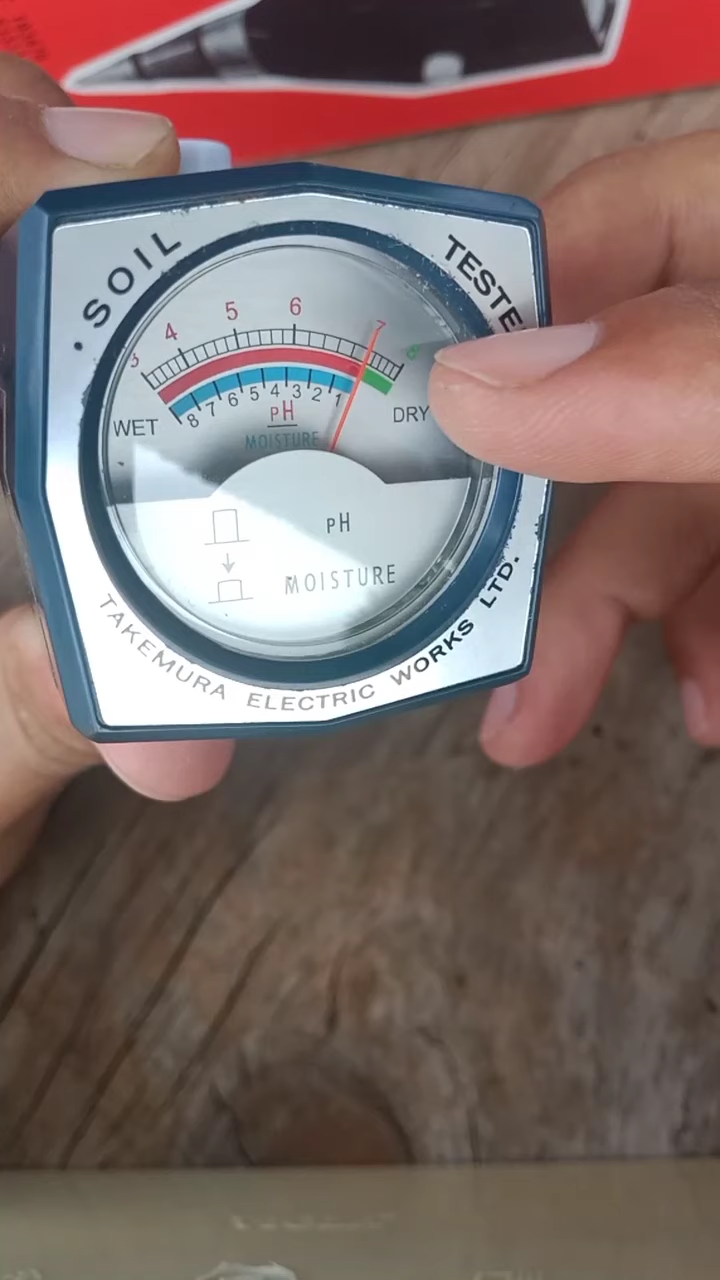 SOIL TESTE
3 4 5 6 7 8
WET 8 7 6 5 4 3 2 1 DRY
pH
MOISTURE
pH
MOISTURE
TAKEMURA ELECTRIC WORKS LTD.